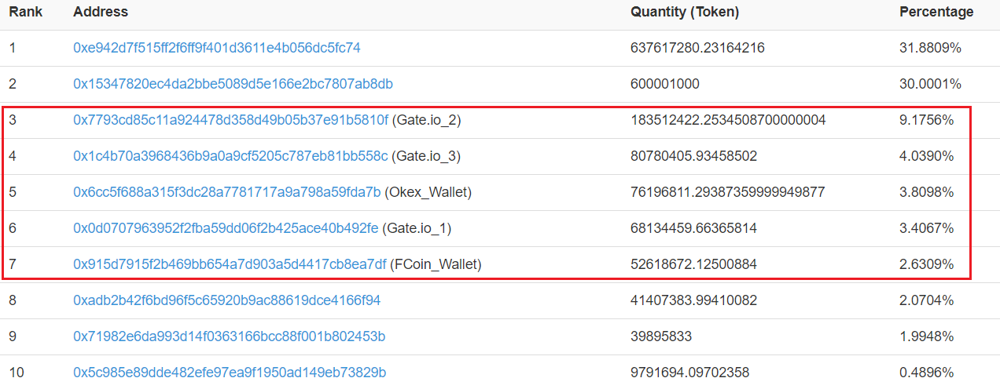 Rank Address Quantity (Token) Percentage
1 0xe942d7f515ff2f6ff9f401d3611e4b056dc5fc74 637617280.23164216 31.8809%
2 0x15347820ec4da2bbe5089d5e166e2bc7807ab8db 600001000 30.0001%
3 0x7793cd85c11a924478d358d49b05b37e91b5810f (Gate.io_2) 183512422.2534508700000004 9.1756%
4 0x1c4b70a3968436b9a0a9cf5205c787eb81bb558c (Gate.io_3) 80780405.93458502 4.0390%
5 0x6cc5f688a315f3dc28a7781717a9a798a59fda7b (Okex_Wallet) 76196811.29387359999949877 3.8098%
6 0x0d0707963952f2fba59dd06f2b425ace40b492fe (Gate.io_1) 68134459.66365814 3.4067%
7 0x915d7915f2b469bb654a7d903a5d4417cb8ea7df (FCoin_Wallet) 52618672.12500884 2.6309%
8 0xadb2b42f6bd96f5c65920b9ac88619dce4166f94 41407383.99410082 2.0704%
9 0x71982e6da993d14f0363166bcc88f001b802453b 39895833 1.9948%
10 0x5c985e89dde482efe97ea9f1950ad149eb73829b 9791694.09702358 0.4896%